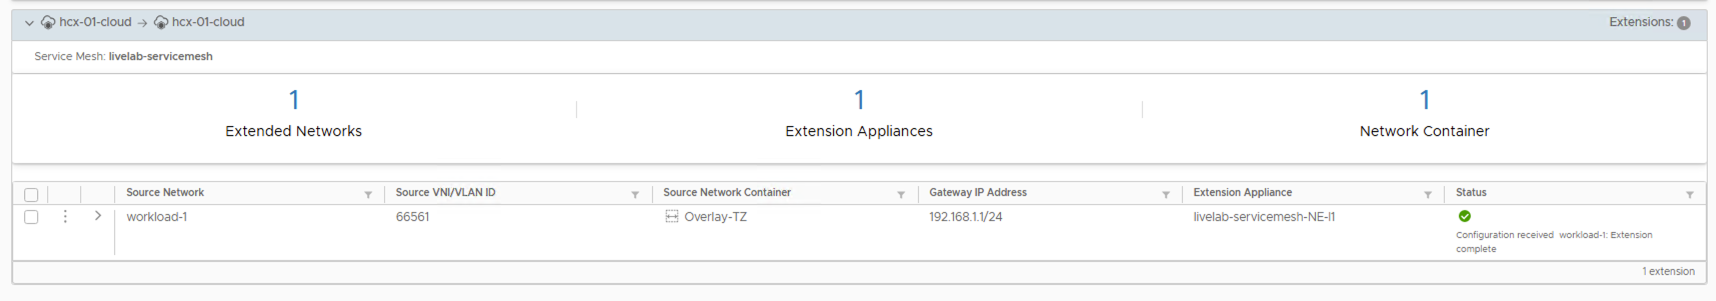 hcx-01-cloud → hcx-01-cloud Extensions: 1
Service Mesh: livelab-servicemesh
1 1 1
Extended Networks Extension Appliances Network Container
Source Network Source VNI/VLAN ID Source Network Container Gateway IP Address Extension Appliance Status
workload-1 66561 Overlay-TZ 192.168.1.1/24 livelab-servicemesh-NE-I1
Configuration received workload-1: Extension
complete
1 extension